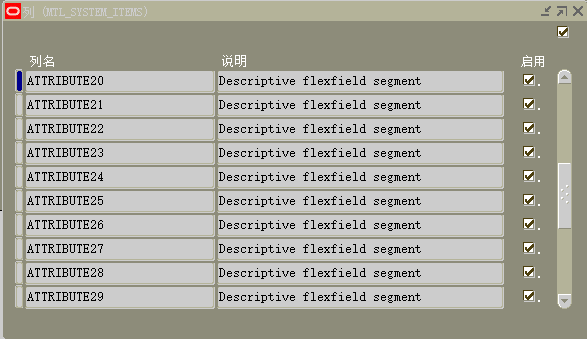 列 (MTL_SYSTEM_ITEMS)
列名 说明 启用
ATTRIBUTE20 Descriptive flexfield segment
ATTRIBUTE21 Descriptive flexfield segment
ATTRIBUTE22 Descriptive flexfield segment
ATTRIBUTE23 Descriptive flexfield segment
ATTRIBUTE24 Descriptive flexfield segment
ATTRIBUTE25 Descriptive flexfield segment
ATTRIBUTE26 Descriptive flexfield segment
ATTRIBUTE27 Descriptive flexfield segment
ATTRIBUTE28 Descriptive flexfield segment
ATTRIBUTE29 Descriptive flexfield segment